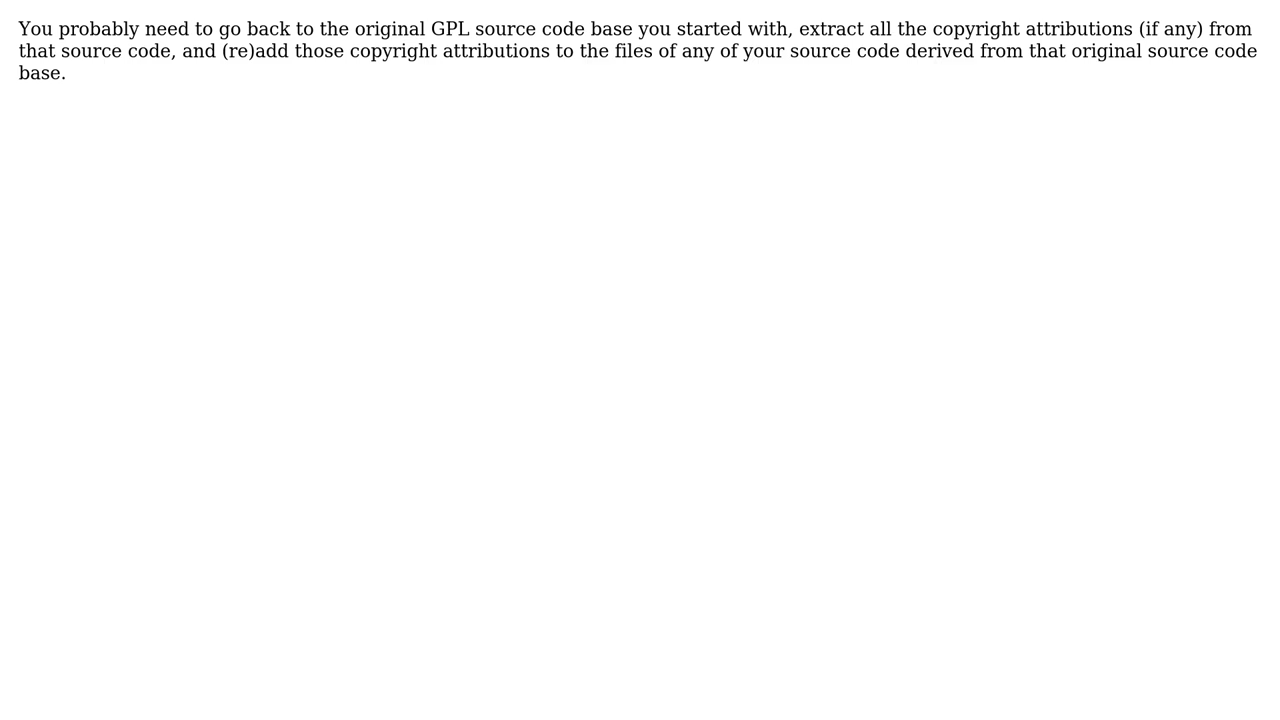 You probably need to go back to the original GPL source code base you started with, extract all the copyright attributions (if any) from
that source code, and (re)add those copyright attributions to the files of any of your source code derived from that original source code
base.